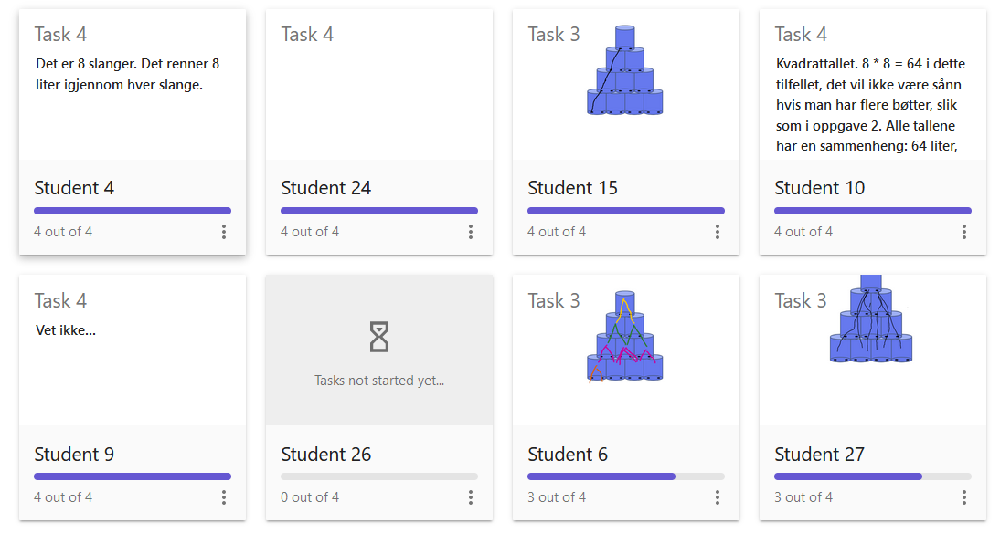 Task 4
Det er 8 slanger. Det renner 8
liter igjennom hver slange.
Student 4
4 out of 4
Task 4
Student 24
4 out of 4
Task 3
Student 15
4 out of 4
Task 4
Kvadrattallet. 8 * 8 = 64 i dette
tilfellet, det vil ikke være sånn
hvis man har flere bøtter, slik
som i oppgave 2. Alle tallene
har en sammenheng: 64 liter,
Student 10
4 out of 4
Task 4
Vet ikke...
Student 9
4 out of 4
Tasks not started yet...
Student 26
0 out of 4
Task 3
Student 6
3 out of 4
Task 3
Student 27
3 out of 4